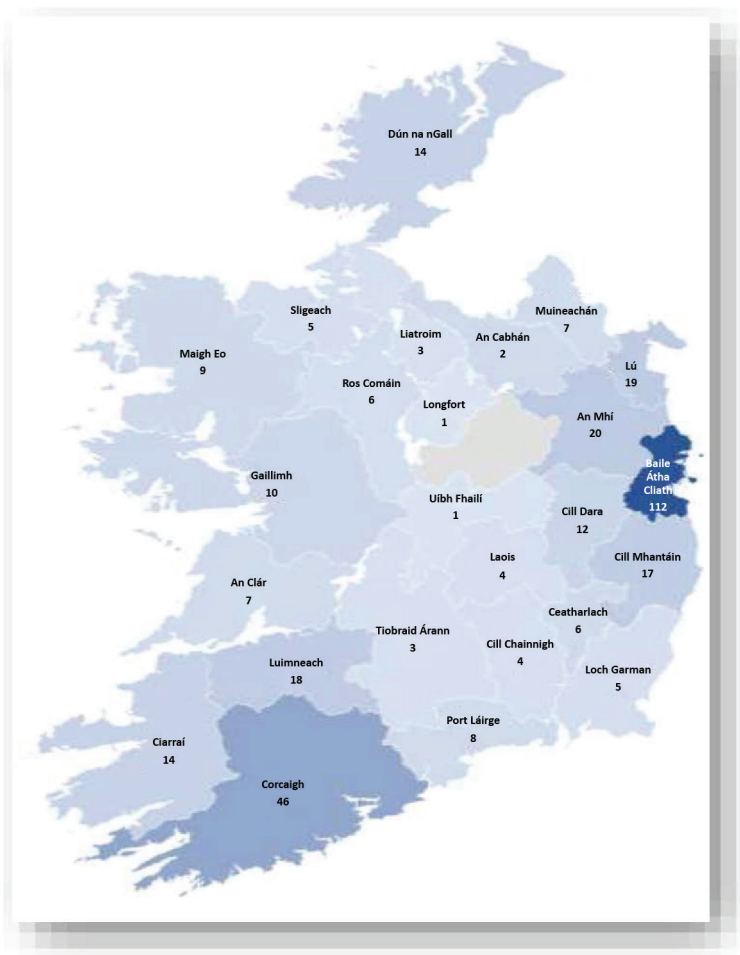 Dún na nGall
14
Sligeach
5
Muineachán
7
Liatroim
3
An Cabhán
2
Maigh Eo
9
Lú
19
Ros Comáin
6
Longfort
1
An Mhí
20
Baile
Átha
Cliath
112
Gaillimh
10
Uíbh Fhailí
1
Cill Dara
12
Laois
4
Cill Mhantáin
17
An Clár
7
Ceatharlach
6
Tiobraid Árann
3
Cill Chainnigh
4
Luimneach
18
Loch Garman
5
Port Láirge
8
Ciarraí
14
Corcaigh
46